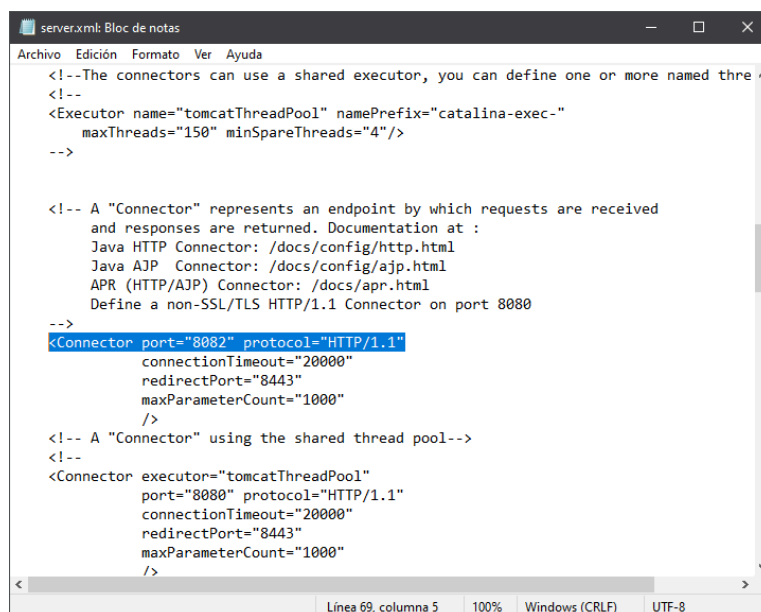 server.xml: Bloc de notas
Archivo Edición Formato Ver Ayuda
<!--The connectors can use a shared executor, you can define one or more named thre
<!--
<Executor name="tomcatThreadPool" namePrefix="catalina-exec-"
maxThreads="150" minSpareThreads="4"/>
-->
<!-- A "Connector" represents an endpoint by which requests are received
and responses are returned. Documentation at :
Java HTTP Connector: /docs/config/http.html
Java AJP  Connector: /docs/config/ajp.html
APR (HTTP/AJP) Connector: /docs/apr.html
Define a non-SSL/TLS HTTP/1.1 Connector on port 8080
-->
<Connector port="8082" protocol="HTTP/1.1"
connectionTimeout="20000"
redirectPort="8443"
maxParameterCount="1000"
/>
<!-- A "Connector" using the shared thread pool-->
<!--
<Connector executor="tomcatThreadPool"
port="8080" protocol="HTTP/1.1"
connectionTimeout="20000"
redirectPort="8443"
maxParameterCount="1000"
/>
Línea 69, columna 5 100% Windows (CRLF) UTF-8